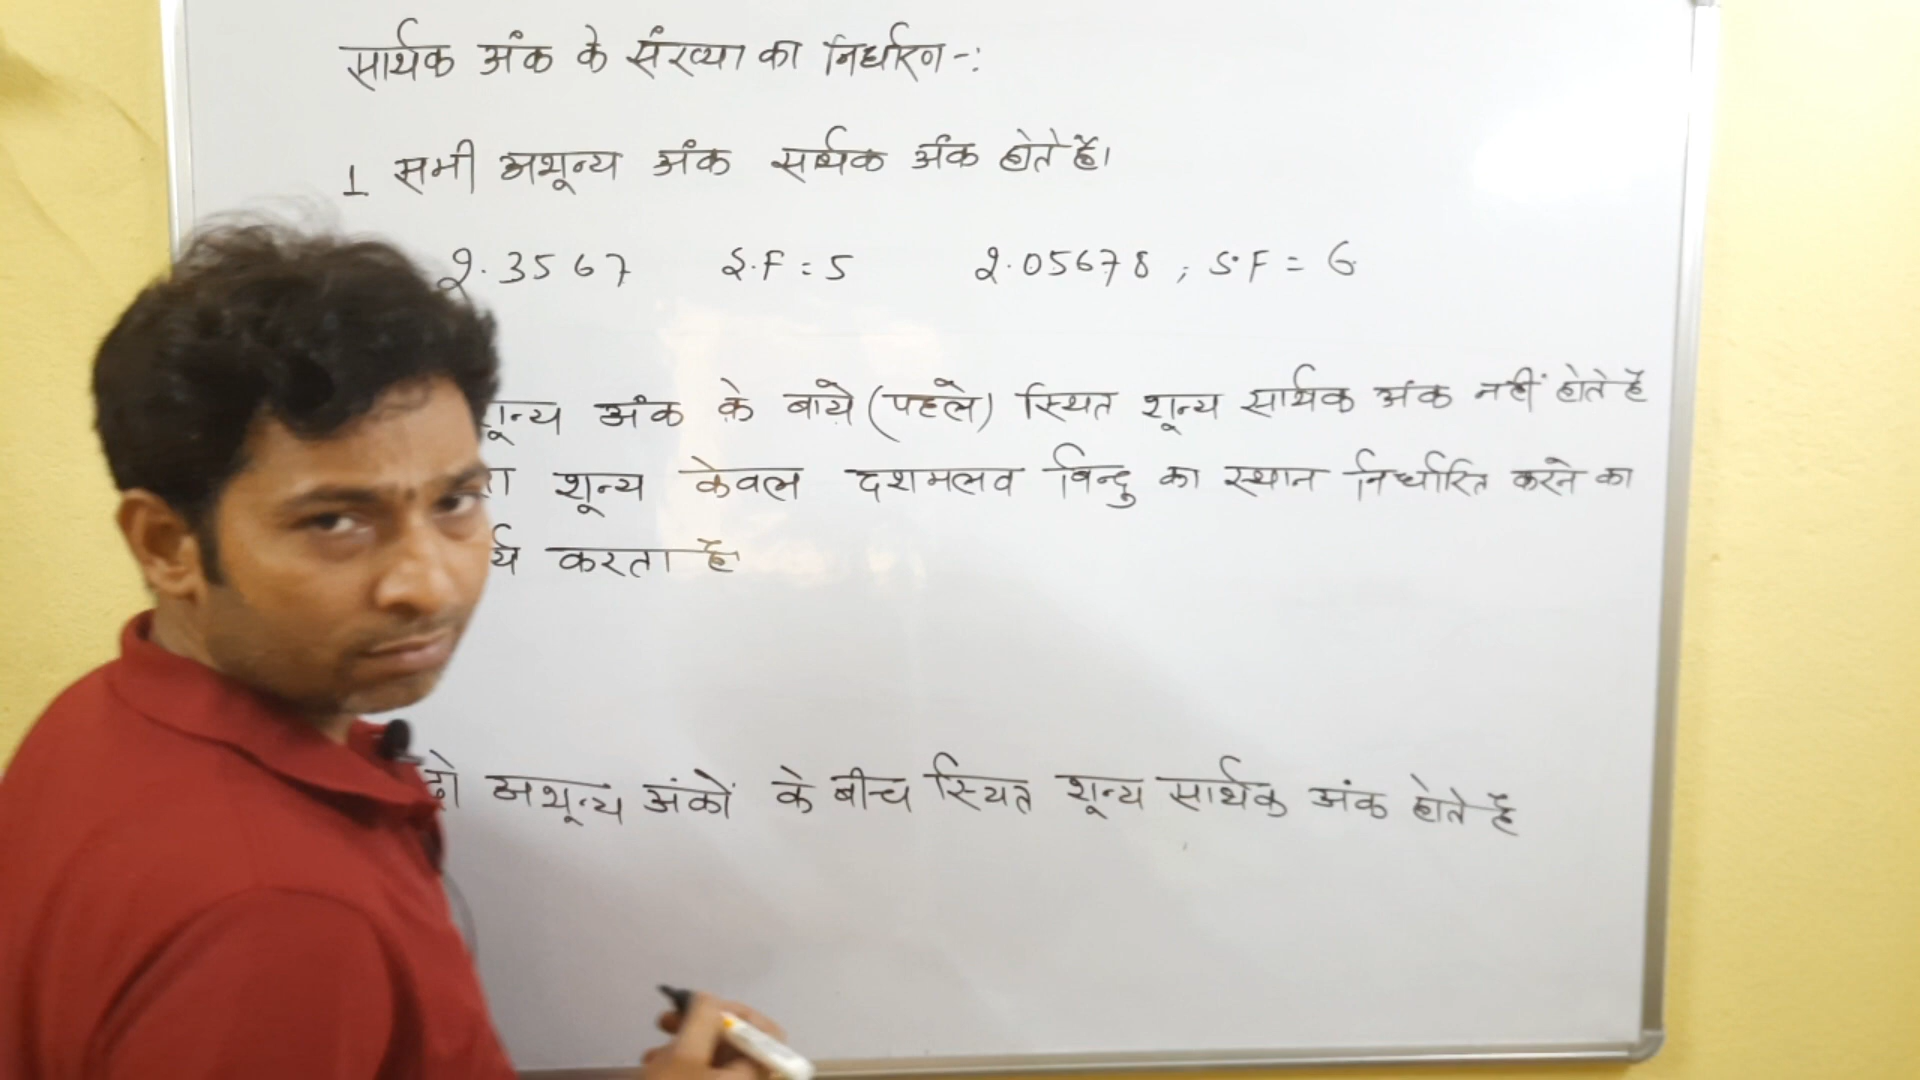 सार्थक अंक के संख्या का निर्धारण -:
1 सभी अशून्य अंक सार्थक अंक होते हैं।
2.3567 S.F = 5 2.05678 ; S.F = 6
शून्य अंक के बायें (पहले) स्थित शून्य सार्थक अंक नहीं होते हैं
शून्य केवल दशमलव बिन्दु का स्थान निर्धारित करने का
करता है
दो अशून्य अंकों के बीच स्थित शून्य सार्थक अंक होते हैं